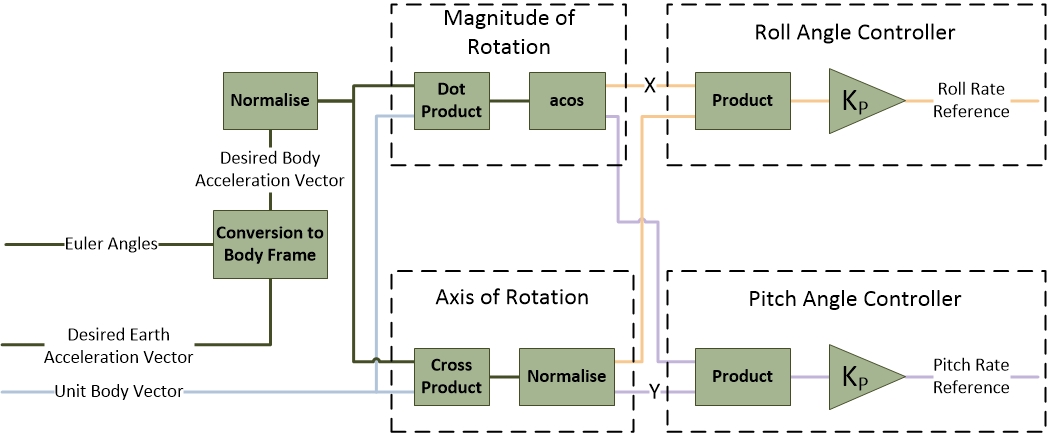 Magnitude of
Rotation
Roll Angle Controller
Normalise
Dot
Product
acos
X
Product
KP
Roll Rate
Reference
Desired Body
Acceleration Vector
Euler Angles
Conversion to
Body Frame
Axis of Rotation
Pitch Angle Controller
Desired Earth
Acceleration Vector
Unit Body Vector
Cross
Product
Normalise
Y
Product
KP
Pitch Rate
Reference